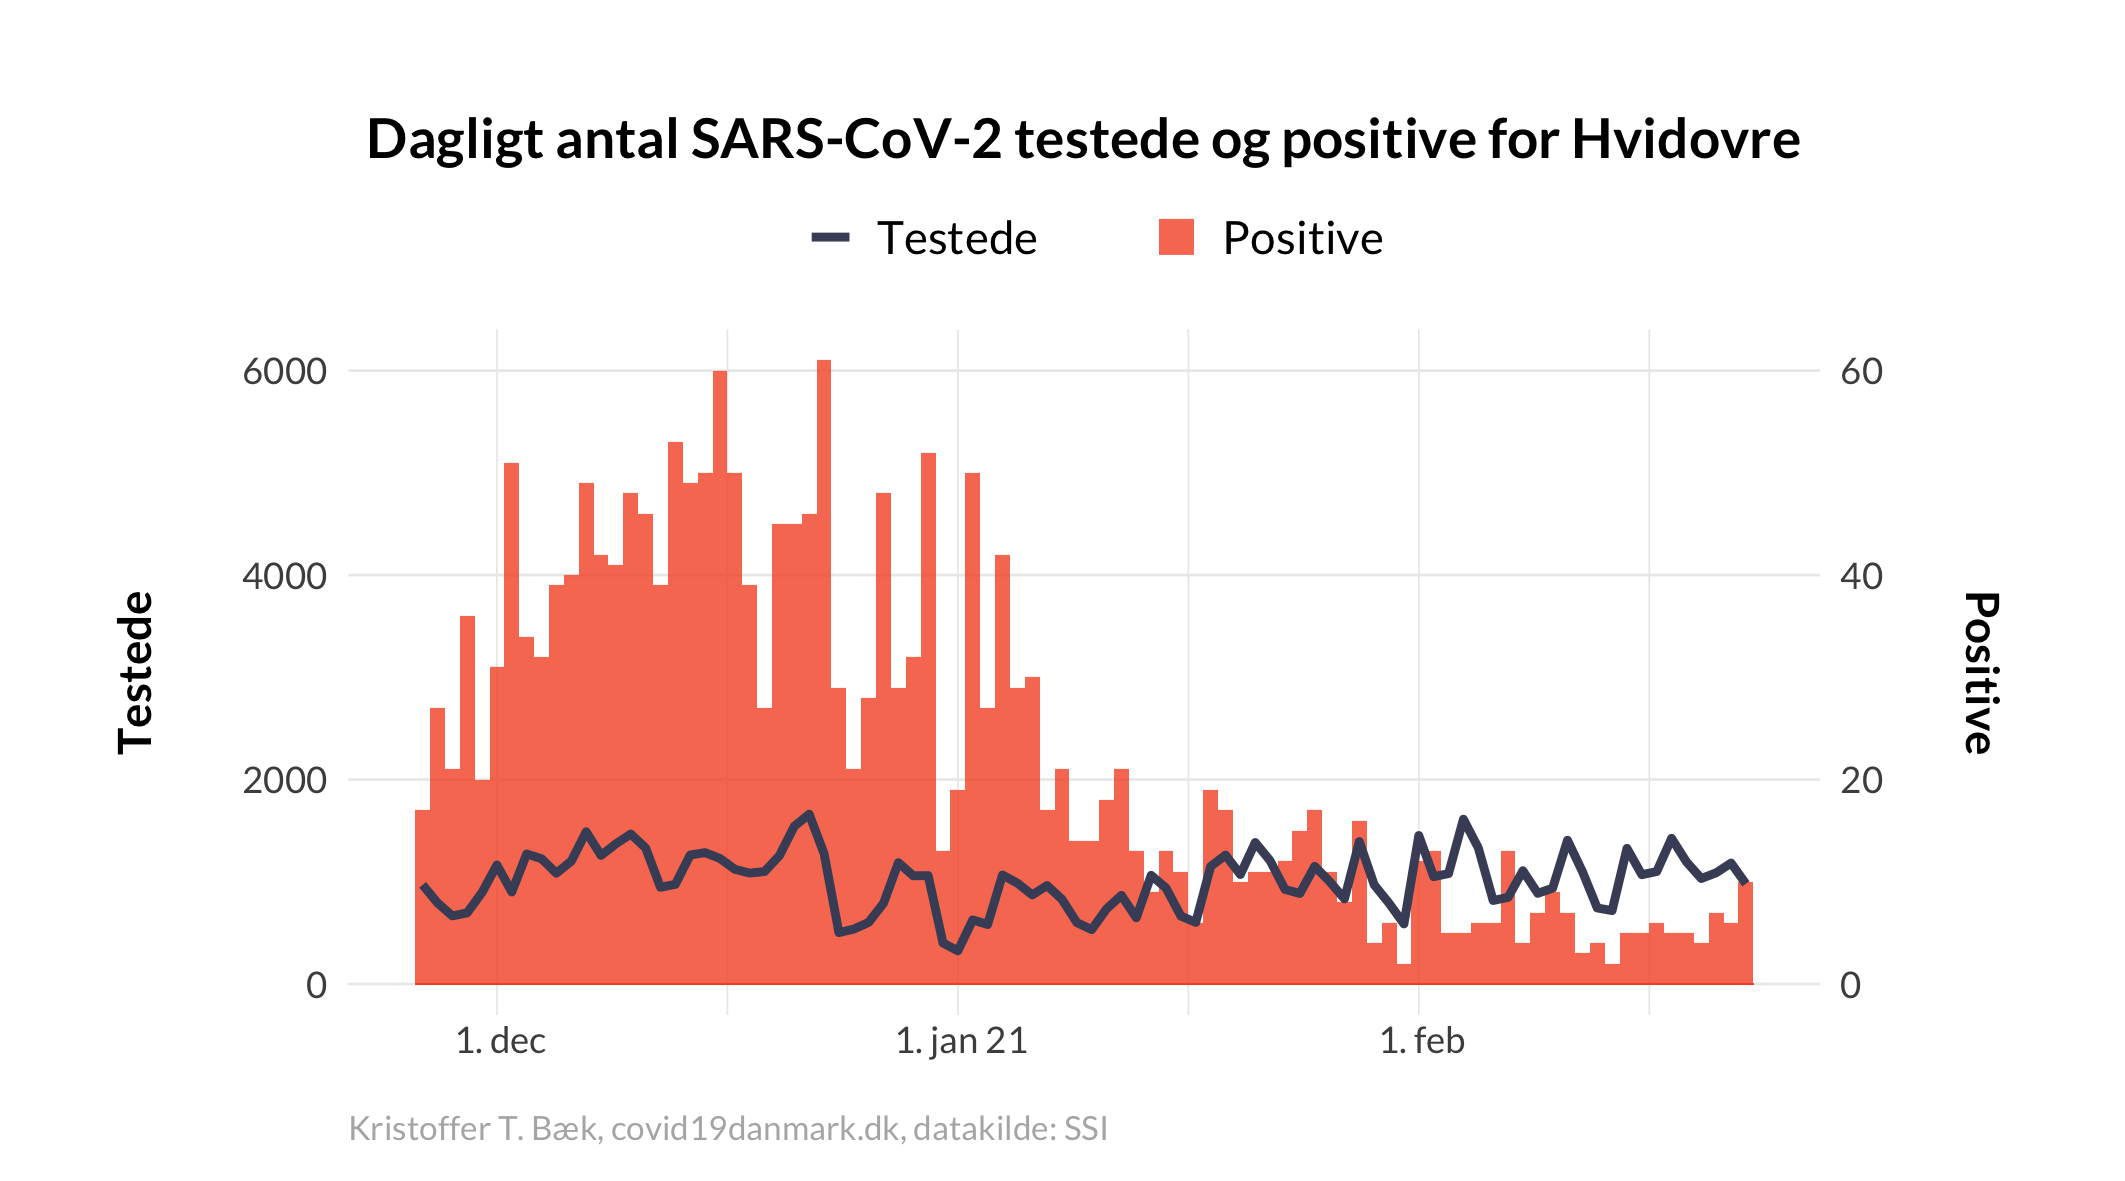 Dagligt antal SARS-CoV-2 testede og positive for Hvidovre
Testede
Positive
6000
4000
2000
0
60
40
20
0
Testede
Positive
1. dec
1. jan 21
1. feb
Kristoffer T. Bæk, covid19danmark.dk, datakilde: SSI